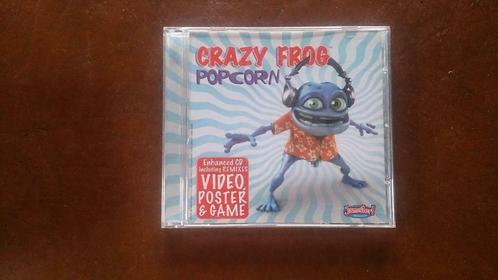 CRAZY FROG
POPCORN
Enhanced CD
Including REMIXES
VIDEO,
POSTER
& GAME